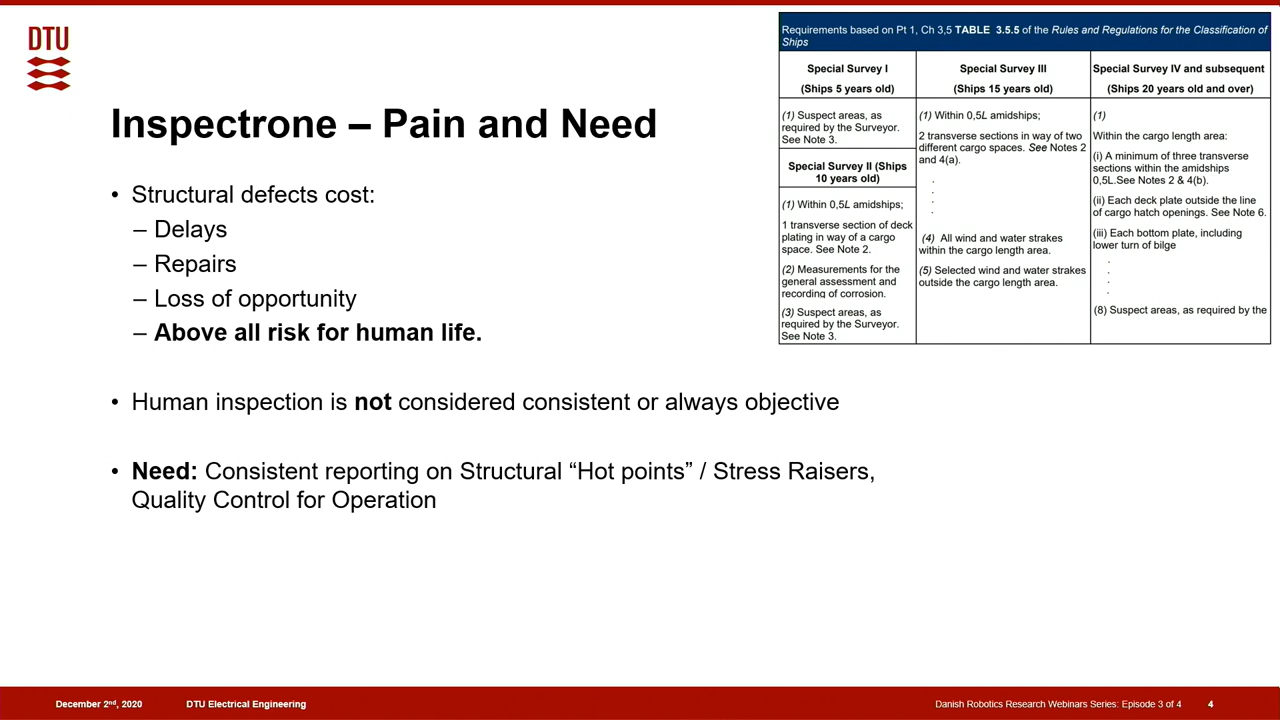 DTU
Requirements based on Pt 1, Ch 3,5 TABLE 3.5.5 of the Rules and Regulations for the Classification of
Ships
Special Survey I
(Ships 5 years old)
(1) Suspect areas, as
required by the Surveyor.
See Note 3.
Special Survey II (Ships
10 years old)
(1) Within 0,5L amidships;
1 transverse section of deck
plating in way of a cargo
space. See Note 2.
(2) Measurements for the
general assessment and
recording of corrosion.
(3) Suspect areas, as
required by the Surveyor.
See Note 3.
Special Survey III
(Ships 15 years old)
(1) Within 0,5L amidships;
2 transverse sections in way of two
different cargo spaces. See Notes 2
and 4(a).
.
.
.
.
(4) All wind and water strakes
within the cargo length area.
(5) Selected wind and water strakes
outside the cargo length area.
Special Survey IV and subsequent
(Ships 20 years old and over)
(1)
Within the cargo length area:
(i) A minimum of three transverse
sections within the amidships
0,5L.See Notes 2 & 4(b).
(ii) Each deck plate outside the line
of cargo hatch openings. See Note 6.
(iii) Each bottom plate, including
lower turn of bilge
.
.
.
.
(8) Suspect areas, as required by the
Inspectrone – Pain and Need
• Structural defects cost:
– Delays
– Repairs
– Loss of opportunity
– Above all risk for human life.
• Human inspection is not considered consistent or always objective
• Need: Consistent reporting on Structural “Hot points” / Stress Raisers,
Quality Control for Operation
December 2nd, 2020
DTU Electrical Engineering
Danish Robotics Research Webinars Series: Episode 3 of 4
4